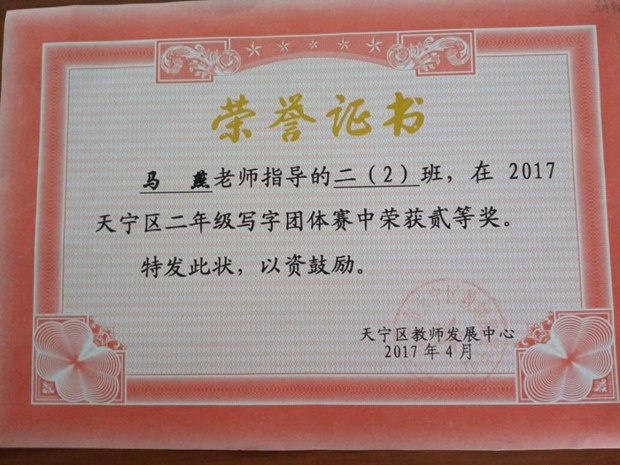 荣誉证书
马 燕老师指导的二（2）班，在 2017
天宁区二年级写字团体赛中荣获贰等奖。
特发此状，以资鼓励。
天宁区教师发展中心
2017 年 4 月